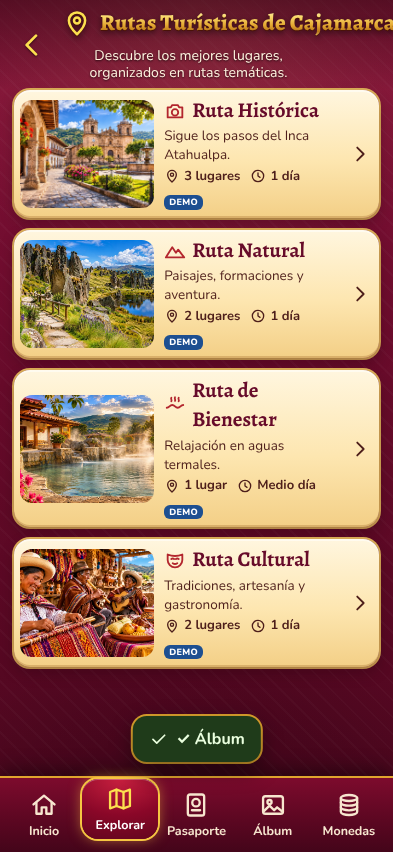 Rutas Turísticas de Cajamarca
Descubre los mejores lugares,
organizados en rutas temáticas.
Ruta Histórica
Sigue los pasos del Inca
Atahualpa.
3 lugares 1 día
DEMO
Ruta Natural
Paisajes, formaciones y
aventura.
2 lugares 1 día
DEMO
Ruta de
Bienestar
Relajación en aguas
termales.
1 lugar Medio día
DEMO
Ruta Cultural
Tradiciones, artesanía y
gastronomía.
2 lugares 1 día
DEMO
✓ ✔ Álbum
Inicio Explorar Pasaporte Álbum Monedas